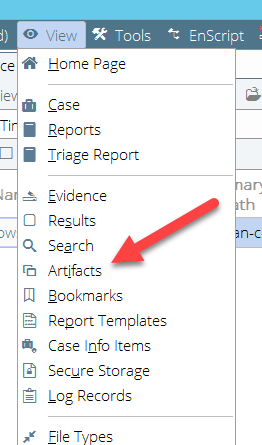 View Tools EnScript
Home Page
Case
Reports
Triage Report
Evidence
Results
Search
Artifacts
Bookmarks
Report Templates
Case Info Items
Secure Storage
Log Records
File Types